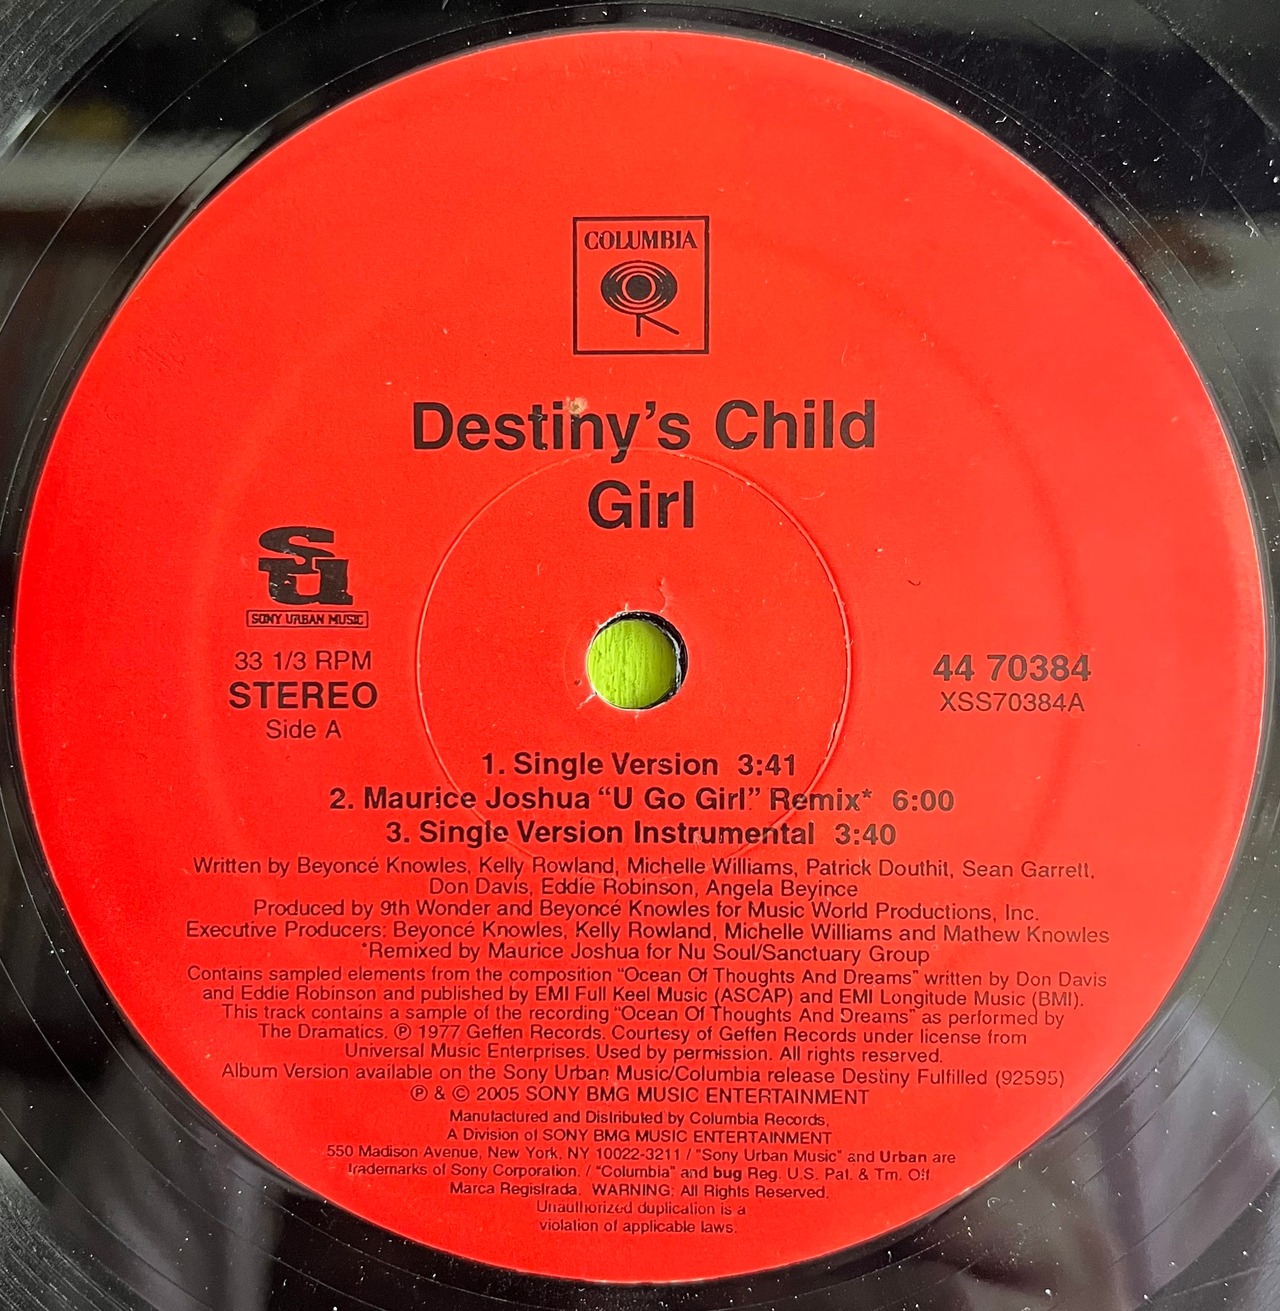 COLUMBIA
Destiny's Child
Girl
su
SONY URBAN MUSIC
33 1/3 RPM
STEREO
Side A
44 70384
XSS70384A
1. Single Version 3:41
2. Maurice Joshua "U Go Girl" Remix* 6:00
3. Single Version Instrumental 3:40
Written by Beyoncé Knowles, Kelly Rowland, Michelle Williams, Patrick Douthit, Sean Garrett,
Don Davis, Eddie Robinson, Angela Beyince
Produced by 9th Wonder and Beyoncé Knowles for Music World Productions, Inc.
Executive Producers: Beyoncé Knowles, Kelly Rowland, Michelle Williams and Mathew Knowles
*Remixed by Maurice Joshua for Nu Soul/Sanctuary Group
Contains sampled elements from the composition "Ocean Of Thoughts And Dreams" written by Don Davis
and Eddie Robinson and published by EMI Full Keel Music (ASCAP) and EMI Longitude Music (BMI).
This track contains a sample of the recording "Ocean Of Thoughts And Dreams" as performed by
The Dramatics. ℗ 1977 Geffen Records. Courtesy of Geffen Records under license from
Universal Music Enterprises. Used by permission. All rights reserved.
Album Version available on the Sony Urban Music/Columbia release Destiny Fulfilled (92595)
℗ & © 2005 SONY BMG MUSIC ENTERTAINMENT
Manufactured and Distributed by Columbia Records,
A Division of SONY BMG MUSIC ENTERTAINMENT
550 Madison Avenue, New York, NY 10022-3211 / "Sony Urban Music" and Urban are
trademarks of Sony Corporation. / "Columbia" and bug Reg. U.S. Pat. & Tm. Off
Marca Registrada. WARNING: All Rights Reserved.
Unauthorized duplication is a
violation of applicable laws.